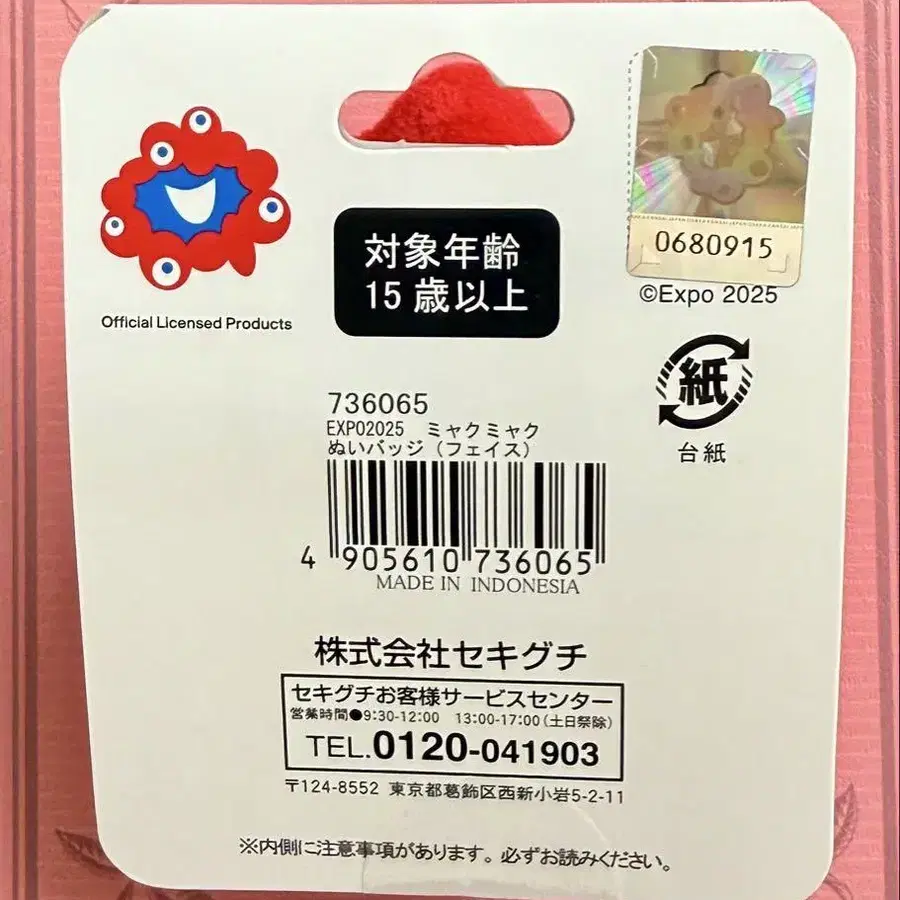 Official Licensed Products
対象年齢
15歳以上
0680915
©Expo 2025
紙
台紙
736065
EXPO2025 ミャクミャク
ぬいバッジ（フェイス）
4 905610 736065
MADE IN INDONESIA
株式会社セキグチ
セキグチお客様サービスセンター
営業時間●9:30-12:00 13:00-17:00（土日祭除）
TEL.0120-041903
〒124-8552 東京都葛飾区西新小岩5-2-11
※内側に注意事項があります。必ずお読みください。